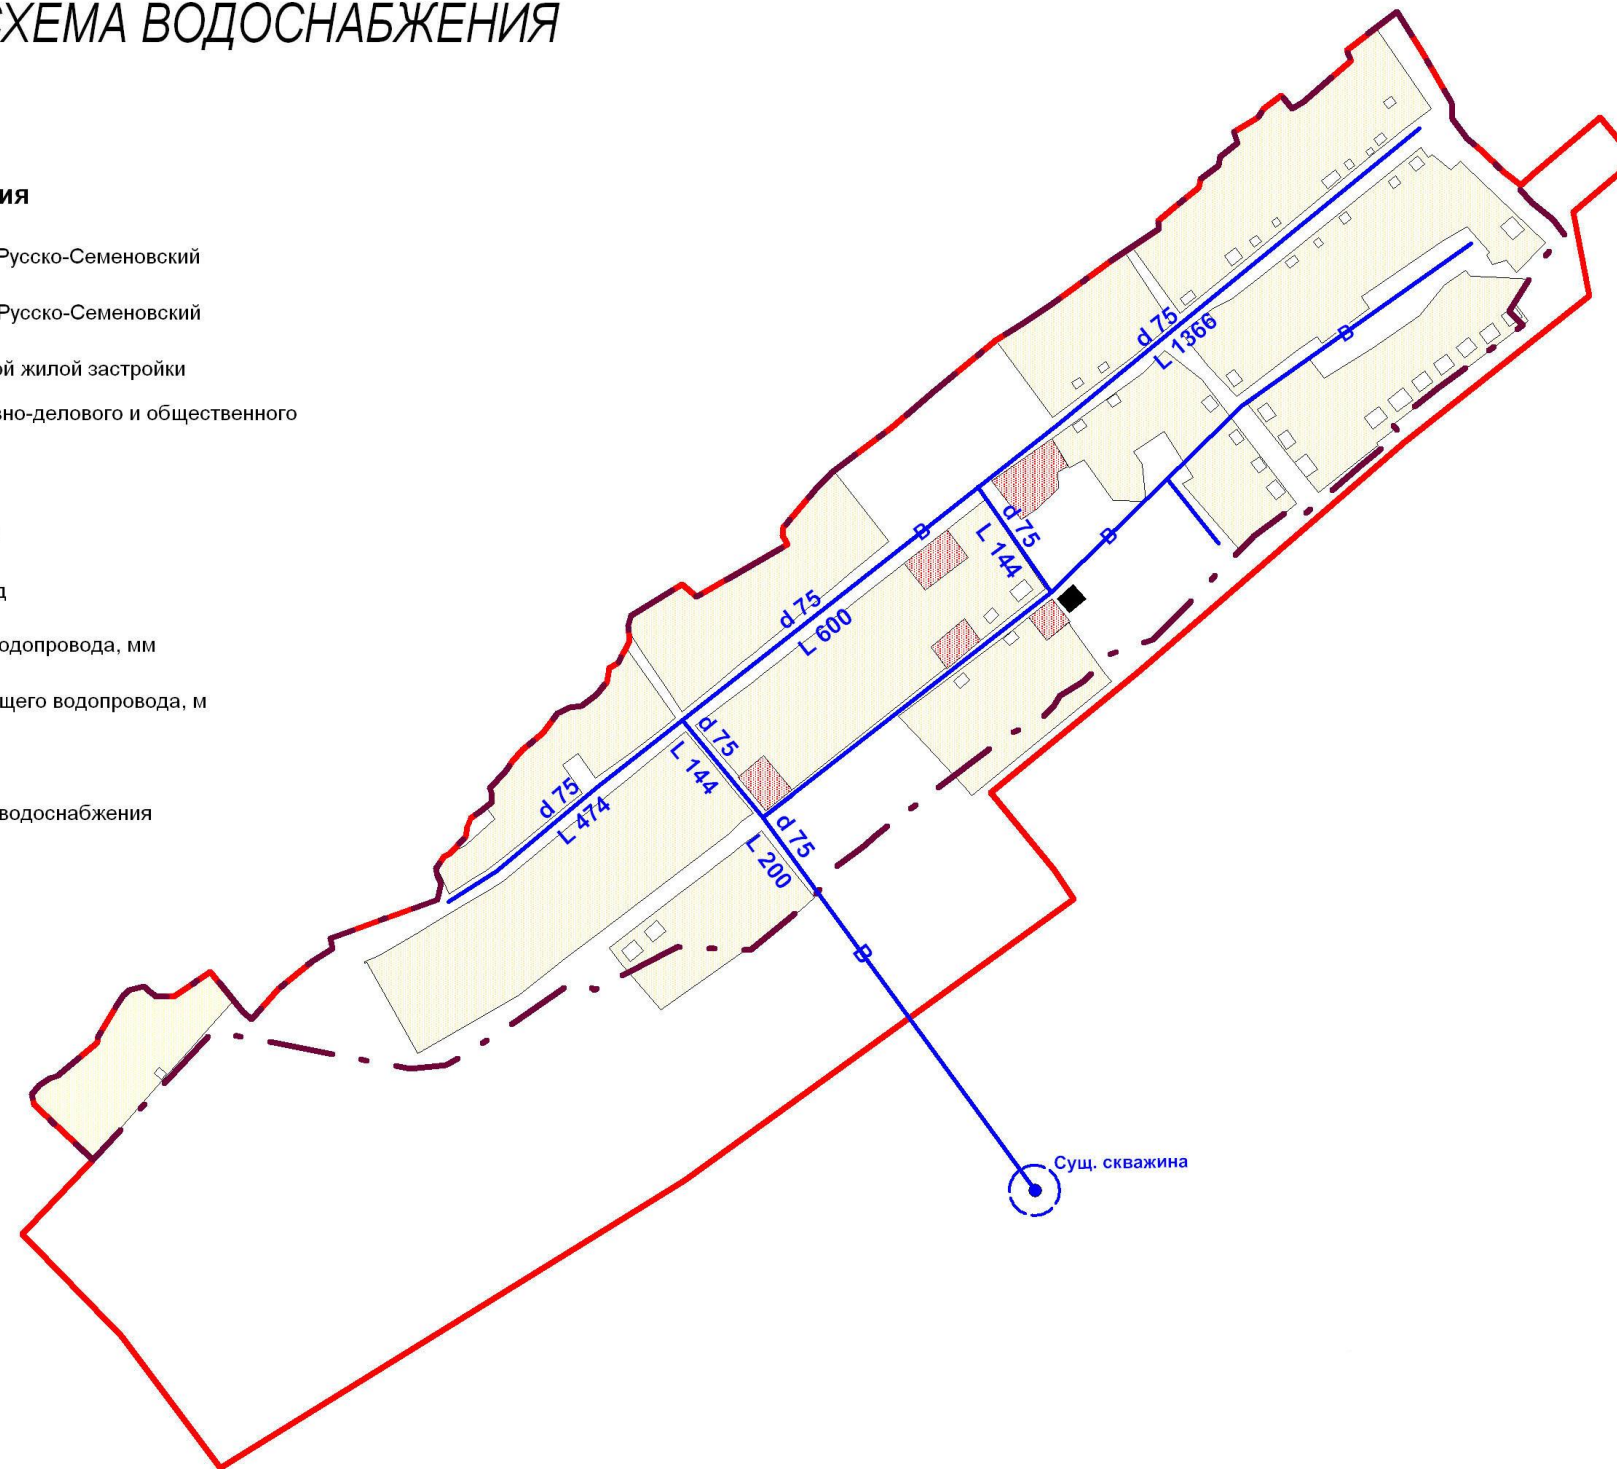 СХЕМА ВОДОСНАБЖЕНИЯ
ия
Русско-Семеновский
Русско-Семеновский
ой жилой застройки
вно-делового и общественного
д
одопровода, мм
щего водопровода, м
водоснабжения
d 75
L 1366
В
В
d 75
L 144
В
d 75
L 600
d 75
L 144
d 75
L 474
d 75
L 200
В
Сущ. скважина